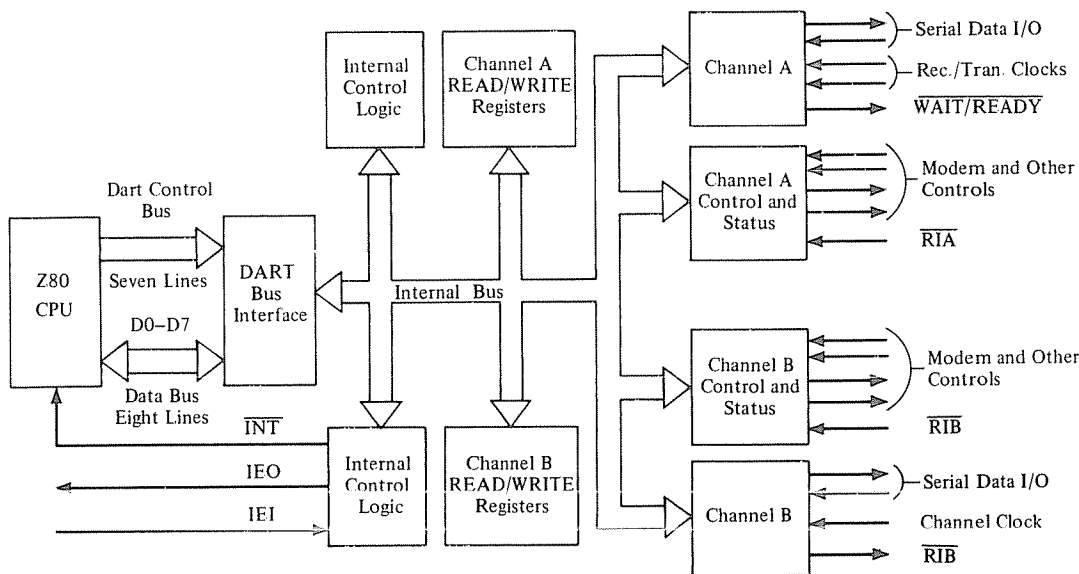 Internal
Control
Logic
Channel A
READ/WRITE
Registers
Channel A
Serial Data I/O
Rec./Tran. Clocks
WAIT/READY
Channel A
Control and
Status
Modem and Other
Controls
RIA
Dart Control
Bus
Seven Lines
Z80
CPU
DART
Bus
Interface
D0–D7
Data Bus
Eight Lines
Internal Bus
Channel B
Control and
Status
Modem and Other
Controls
RIB
INT
IEO
IEI
Internal
Control
Logic
Channel B
READ/WRITE
Registers
Channel B
Serial Data I/O
Channel Clock
RIB